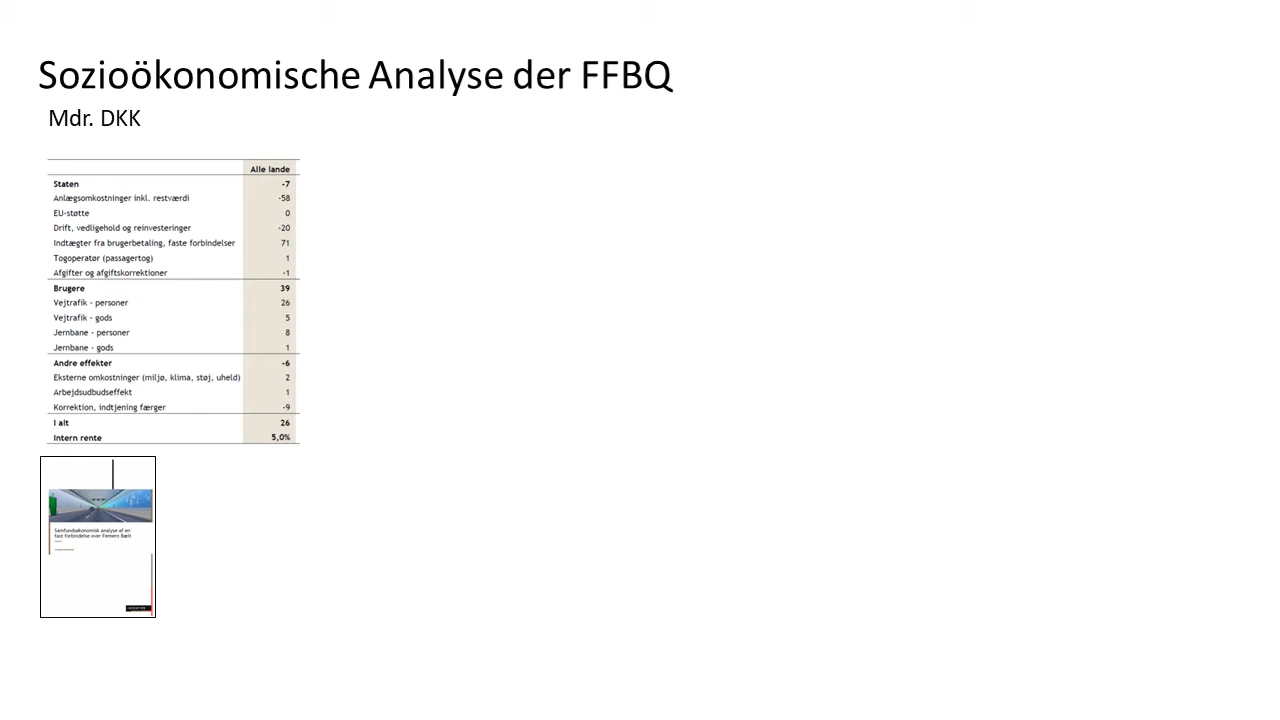 Sozioökonomische Analyse der FFBQ
Mdr. DKK
Alle lande
Staten -7
Anlægsomkostninger inkl. restværdi -58
EU-støtte 0
Drift, vedligehold og reinvesteringer -20
Indtægter fra brugerbetaling, faste forbindelser 71
Togoperatør (passagertog) 1
Afgifter og afgiftskorrektioner -1
Brugere 39
Vejtrafik - personer 26
Vejtrafik - gods 5
Jernbane - personer 8
Jernbane - gods 1
Andre effekter -6
Eksterne omkostninger (miljø, klima, støj, uheld) 2
Arbejdsudbudseffekt 1
Korrektion, indtjening færger -9
I alt 26
Intern rente 5,0%
Samfundsøkonomisk analyse af en
fast forbindelse over Femern Bælt